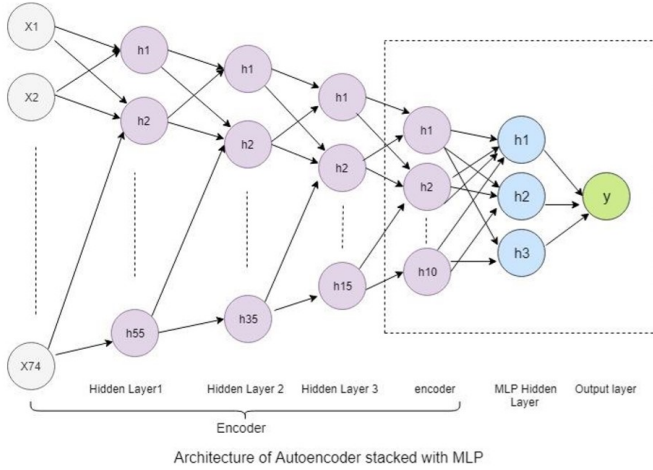 X1
X2
X74
h1
h2
h55
h1
h2
h35
h1
h2
h15
h1
h2
h10
h1
h2
h3
y
Hidden Layer1
Hidden Layer 2
Hidden Layer 3
encoder
MLP Hidden
Layer
Output layer
Encoder
Architecture of Autoencoder stacked with MLP